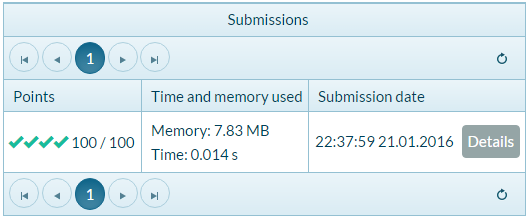 Submissions
1
Points Time and memory used Submission date
100 / 100 Memory: 7.83 MB
Time: 0.014 s 22:37:59 21.01.2016 Details
1